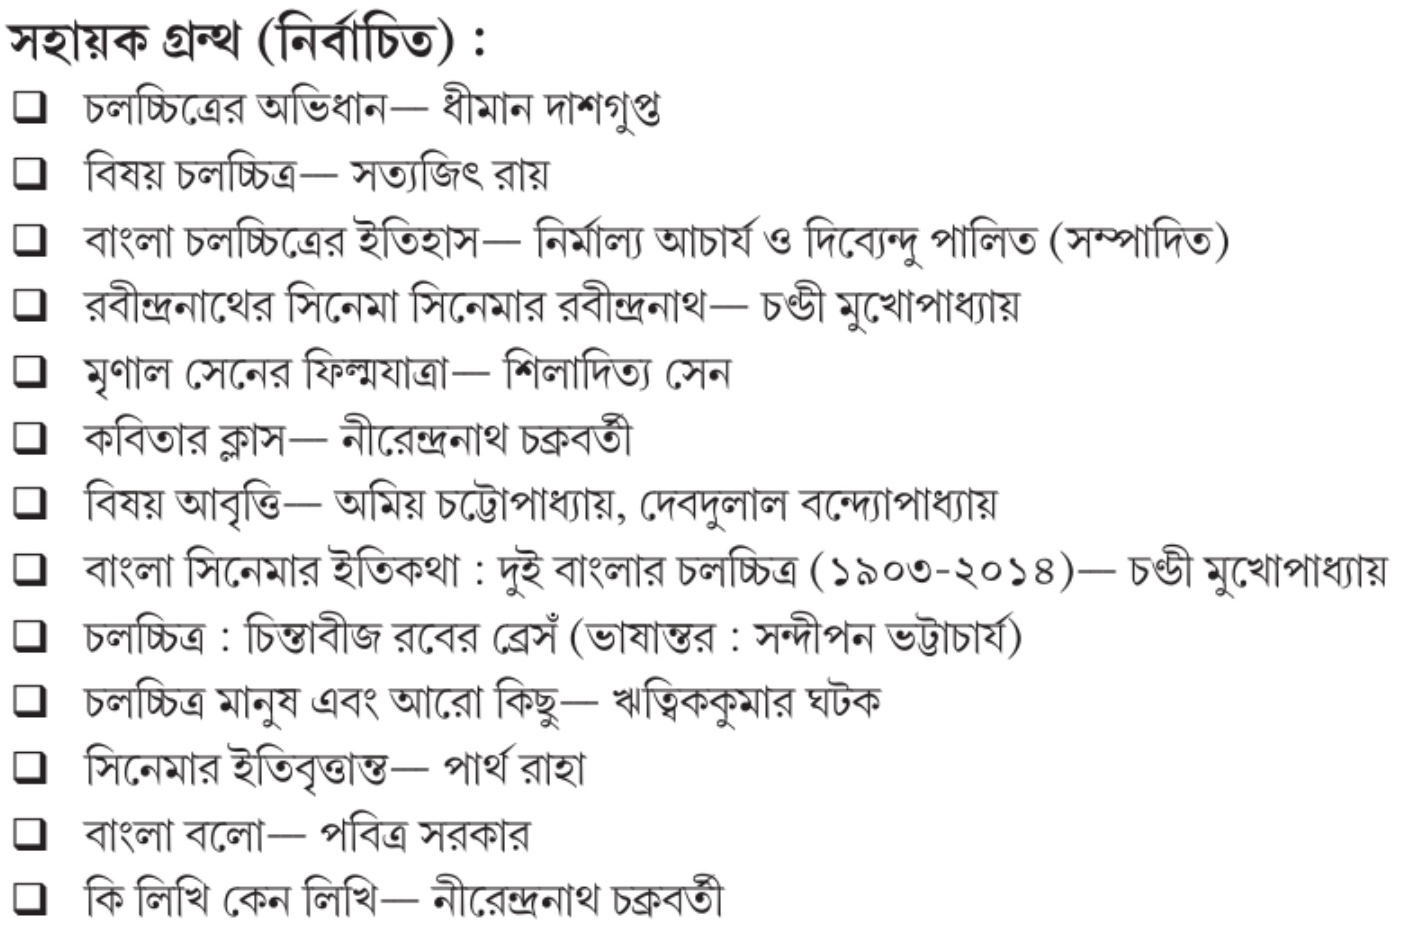 সহায়ক গ্রন্থ (নির্বাচিত) :
❑ চলচ্চিত্রের অভিধান— ধীমান দাশগুপ্ত
❑ বিষয় চলচ্চিত্র— সত্যজিৎ রায়
❑ বাংলা চলচ্চিত্রের ইতিহাস— নির্মাল্য আচার্য ও দিব্যেন্দু পালিত (সম্পাদিত)
❑ রবীন্দ্রনাথের সিনেমা সিনেমার রবীন্দ্রনাথ— চণ্ডী মুখোপাধ্যায়
❑ মৃণাল সেনের ফিল্মযাত্রা— শিলাদিত্য সেন
❑ কবিতার ক্লাস— নীরেন্দ্রনাথ চক্রবর্তী
❑ বিষয় আবৃত্তি— অমিয় চট্টোপাধ্যায়, দেবদুলাল বন্দ্যোপাধ্যায়
❑ বাংলা সিনেমার ইতিকথা : দুই বাংলার চলচ্চিত্র (১৯০৩-২০১৪)— চণ্ডী মুখোপাধ্যায়
❑ চলচ্চিত্র : চিন্তাবীজ রবের ব্রেসঁ (ভাষান্তর : সন্দীপন ভট্টাচার্য)
❑ চলচ্চিত্র মানুষ এবং আরো কিছু— ঋত্বিককুমার ঘটক
❑ সিনেমার ইতিবৃত্তান্ত— পার্থ রাহা
❑ বাংলা বলো— পবিত্র সরকার
❑ কি লিখি কেন লিখি— নীরেন্দ্রনাথ চক্রবর্তী